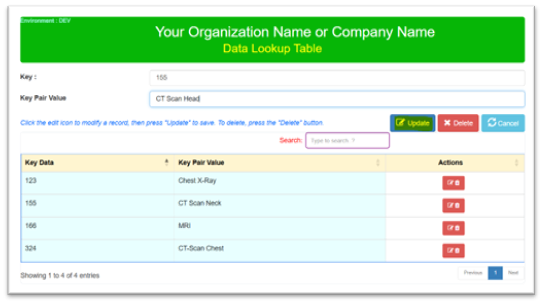 Environment : DEV
Your Organization Name or Company Name
Data Lookup Table
Key : 155
Key Pair Value CT Scan Head
Click the edit icon to modify a record, then press "Update" to save. To delete, press the "Delete" button. Update Delete Cancel
Search: Type to search..?
Key Data Key Pair Value Actions
123 Chest X-Ray
155 CT Scan Neck
166 MRI
324 CT-Scan Chest
Showing 1 to 4 of 4 entries Previous 1 Next